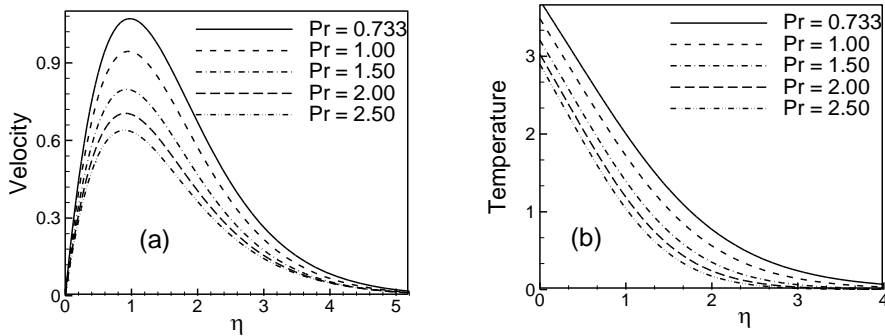 Velocity
0.9
0.6
0.3
0
0 1 2 3 4 5
η
Pr = 0.733
Pr = 1.00
Pr = 1.50
Pr = 2.00
Pr = 2.50
(a)
Temperature
3
2
1
0
0 1 2 3 4
η
Pr = 0.733
Pr = 1.00
Pr = 1.50
Pr = 2.00
Pr = 2.50
(b)